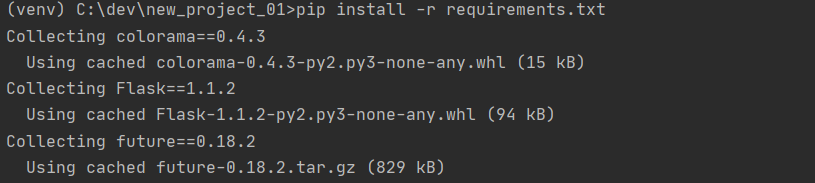 (venv) C:\dev\new_project_01>pip install -r requirements.txt
Collecting colorama==0.4.3
  Using cached colorama-0.4.3-py2.py3-none-any.whl (15 kB)
Collecting Flask==1.1.2
  Using cached Flask-1.1.2-py2.py3-none-any.whl (94 kB)
Collecting future==0.18.2
  Using cached future-0.18.2.tar.gz (829 kB)